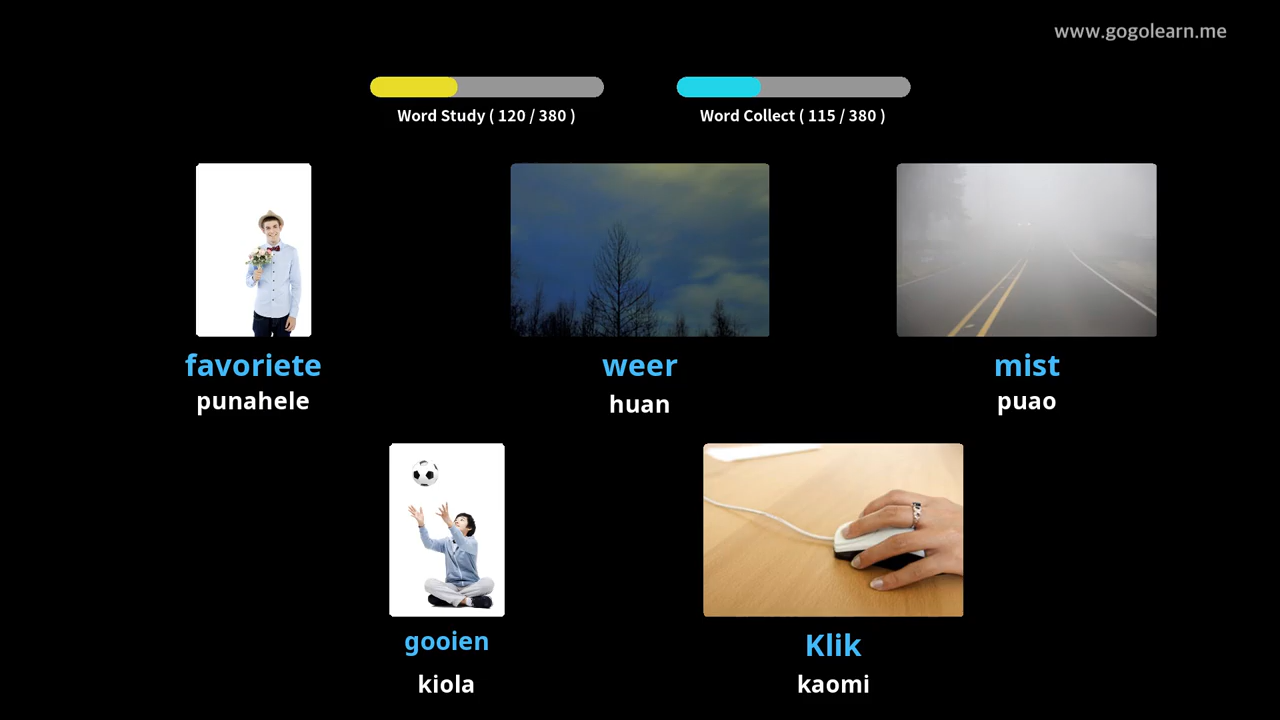 www.gogolearn.me
Word Study ( 120 / 380 )
Word Collect ( 115 / 380 )
favoriete
punahele
weer
huan
mist
puao
gooien
kiola
Klik
kaomi